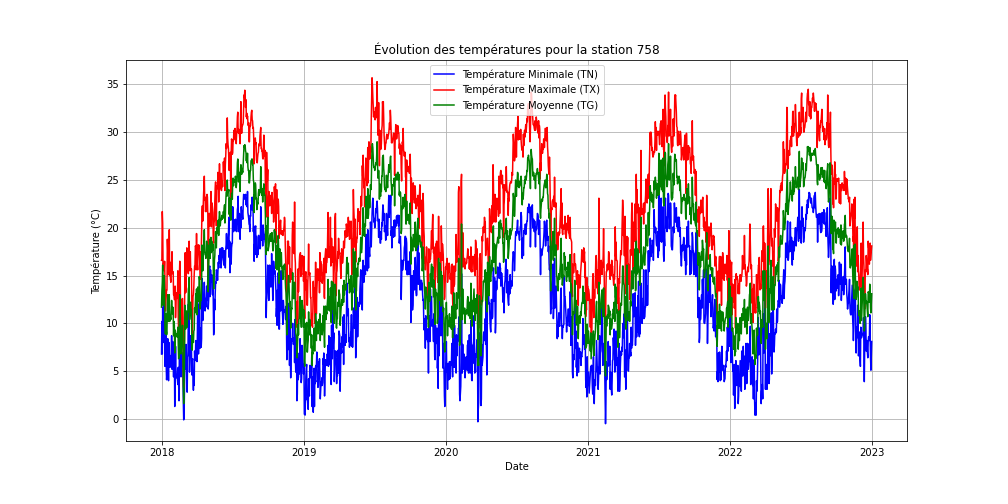 Évolution des températures pour la station 758
Température Minimale (TN)
Température Maximale (TX)
Température Moyenne (TG)
Température (°C)
35
30
25
20
15
10
5
0
2018
2019
2020
2021
2022
2023
Date